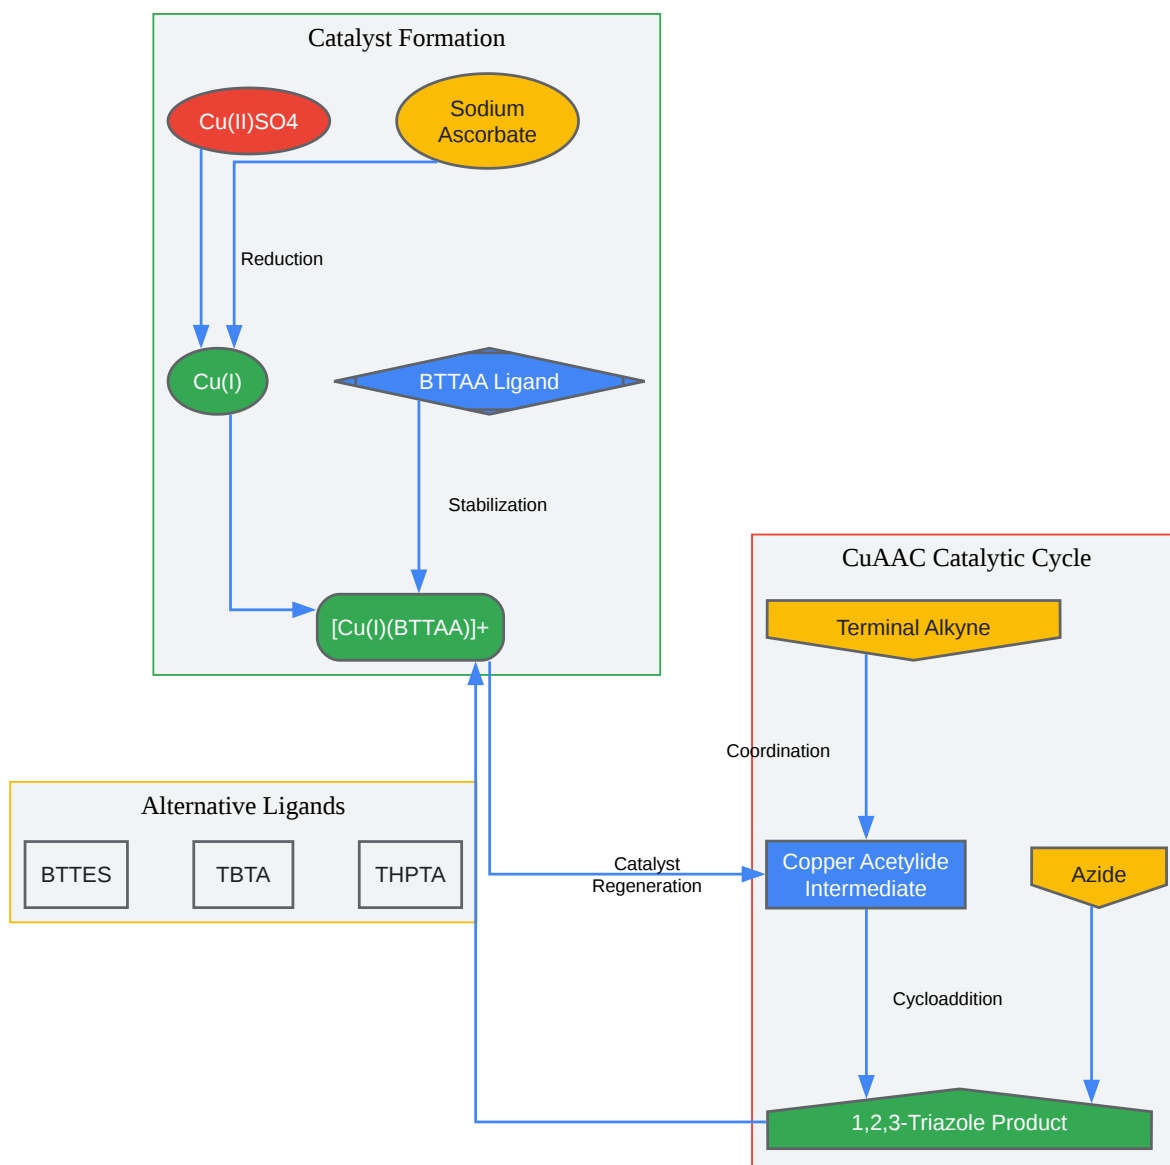 Catalyst Formation
Cu(II)SO4
Sodium
Ascorbate
Reduction
Cu(I)
BTTAA Ligand
Stabilization
[Cu(I)(BTTAA)]+
CuAAC Catalytic Cycle
Terminal Alkyne
Coordination
Alternative Ligands
BTTES
TBTA
THPTA
Catalyst
Regeneration
Copper Acetylide
Intermediate
Azide
Cycloaddition
1,2,3-Triazole Product